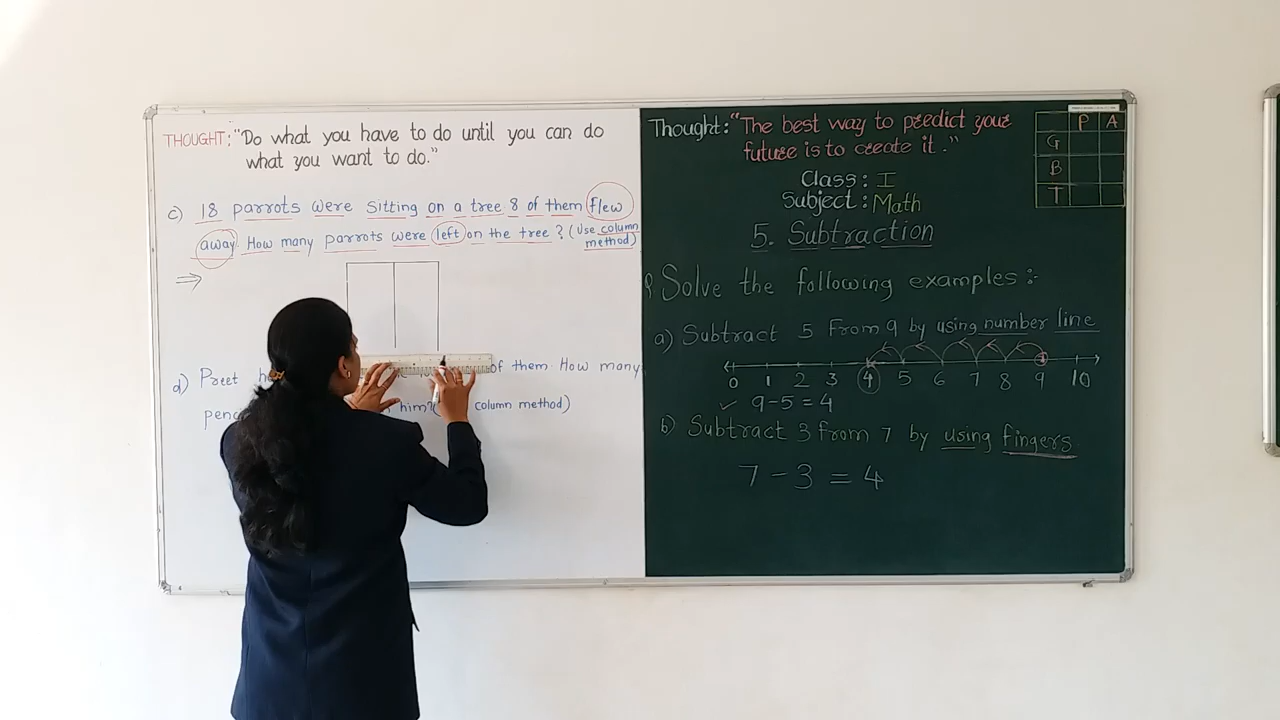 THOUGHT: "Do what you have to do until you can do
what you want to do."
c) 18 parrots were sitting on a tree 8 of them flew
away How many parrots were left on the tree? (Use column
method)
⇒
d) Preet of them How many
him? column method)
Thought: "The best way to predict your
future is to create it."
Class: I
Subject: Math
5. Subtraction
P A
G
B
T
Q Solve the following examples :-
a) Subtract 5 From 9 by using number line
0 1 2 3 4 5 6 7 8 9 10
✓ 9-5=4
b) Subtract 3 from 7 by using fingers
7-3=4